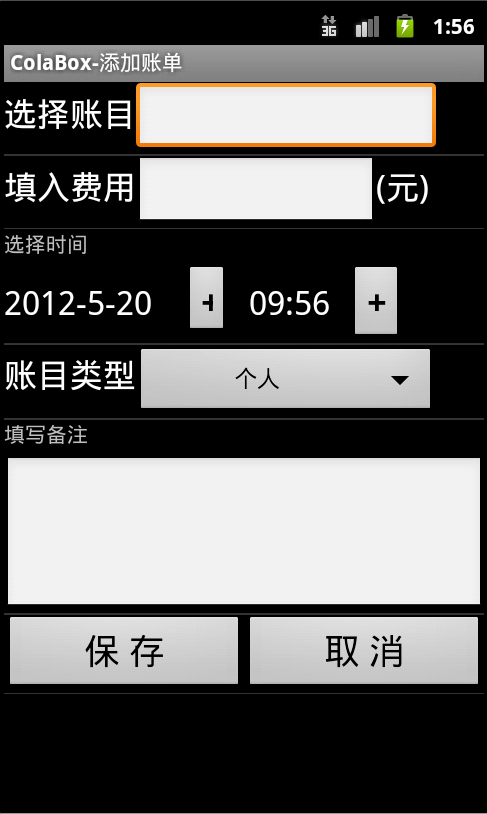 3G 1:56
ColaBox-添加账单
选择账目
填入费用 (元)
选择时间
2012-5-20 + 09:56 +
账目类型 个人
填写备注
保 存 取 消